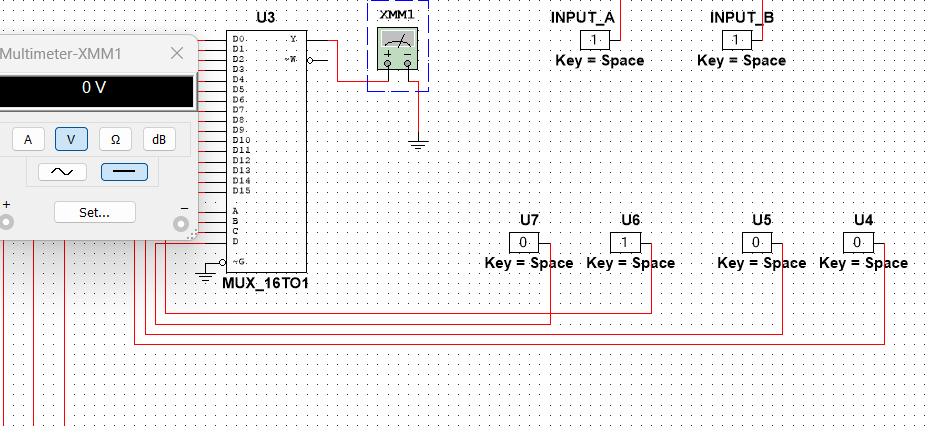 U3
XMM1
INPUT_A
INPUT_B
1
1
Key = Space
Key = Space
Multimeter-XMM1
0 V
A
V
Ω
dB
Set...
+
−
+
−
D0
D1
D2
D3
D4
D5
D6
D7
D8
D9
D10
D11
D12
D13
D14
D15
A
B
C
D
~G
Y
~W
MUX_16TO1
U7
U6
U5
U4
0
1
0
0
Key = Space
Key = Space
Key = Space
Key = Space